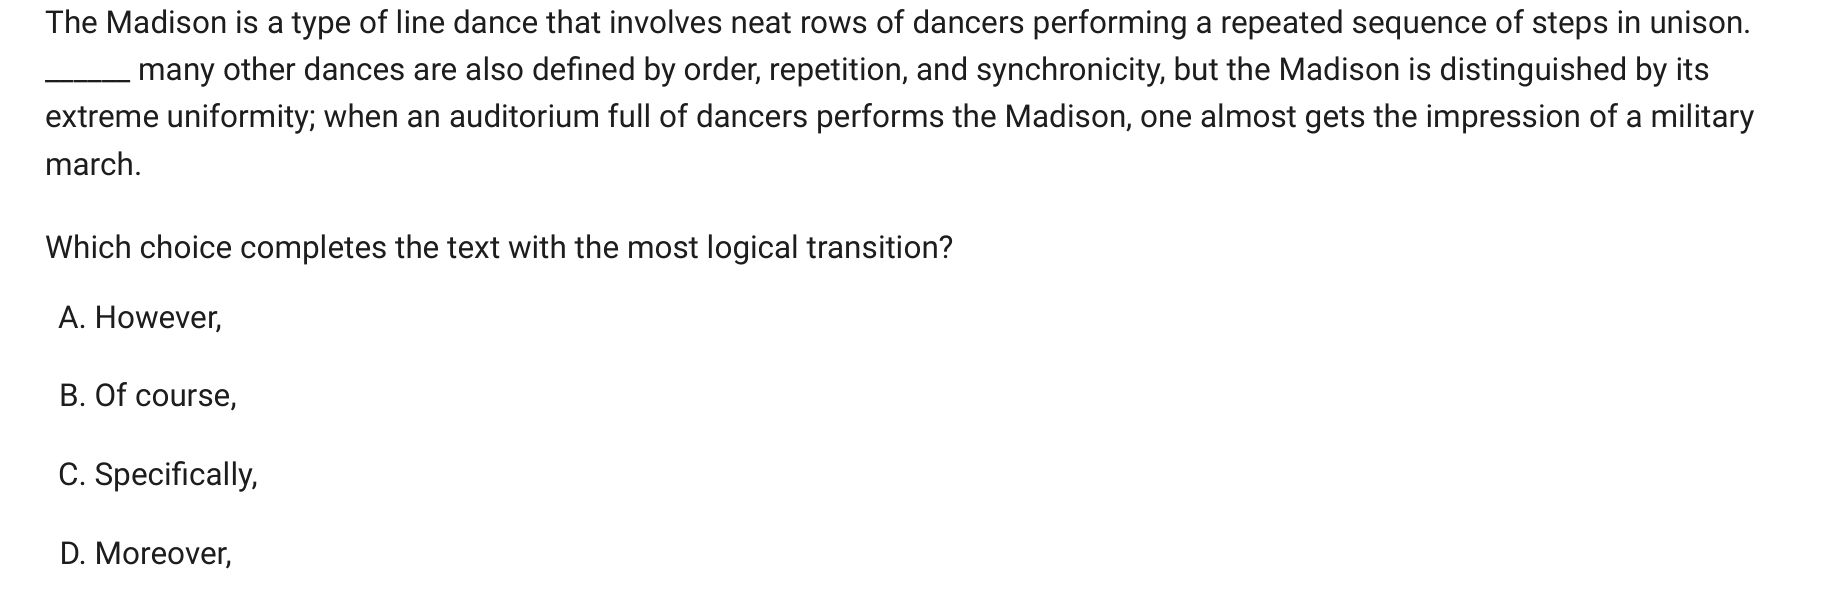 The Madison is a type of line dance that involves neat rows of dancers performing a repeated sequence of steps in unison.
______ many other dances are also defined by order, repetition, and synchronicity, but the Madison is distinguished by its
extreme uniformity; when an auditorium full of dancers performs the Madison, one almost gets the impression of a military
march.
Which choice completes the text with the most logical transition?
A. However,
B. Of course,
C. Specifically,
D. Moreover,